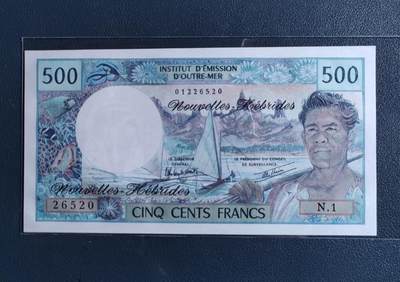 500
INSTITUT D'ÉMISSION
D'OUTRE-MER
500
01226520
Nouvelles-Hébrides
LE DIRECTEUR
GÉNÉRAL
LE PRÉSIDENT DU CONSEIL
DE SURVEILLANCE
Nouvelles-Hébrides
26520
CINQ CENTS FRANCS
N.1